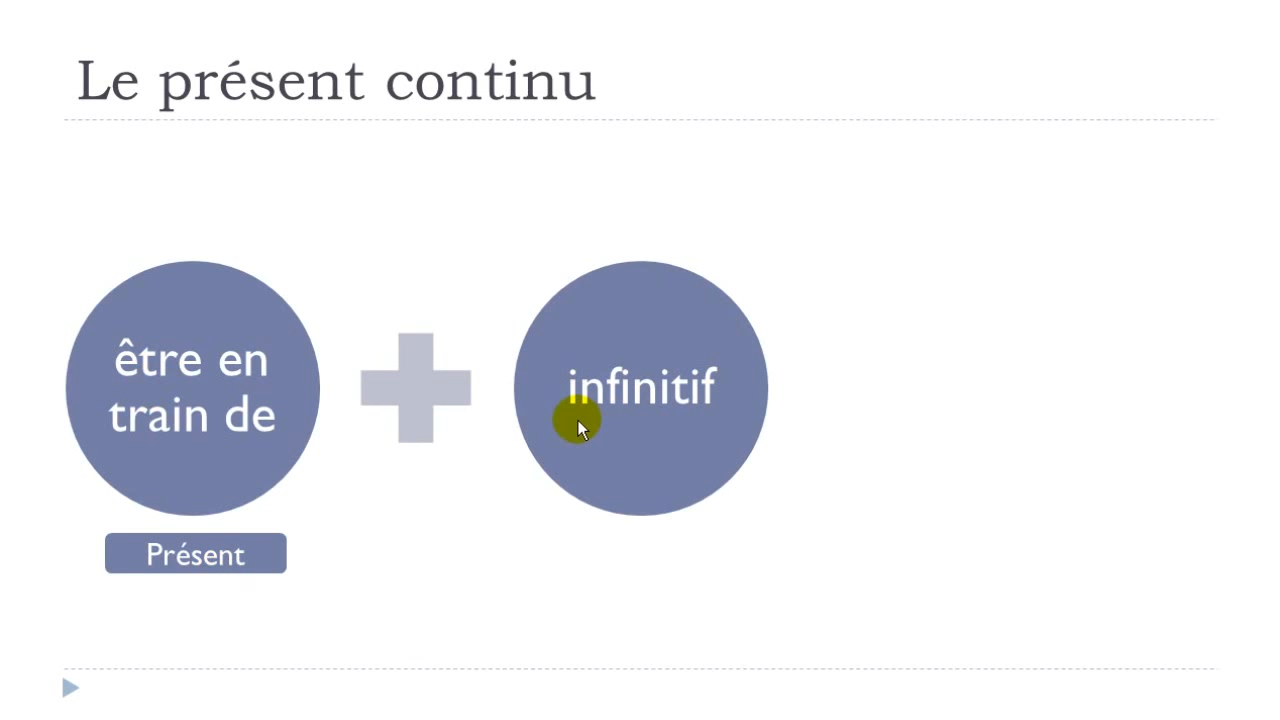 Le présent continu
être en
train de
infinitif
Présent